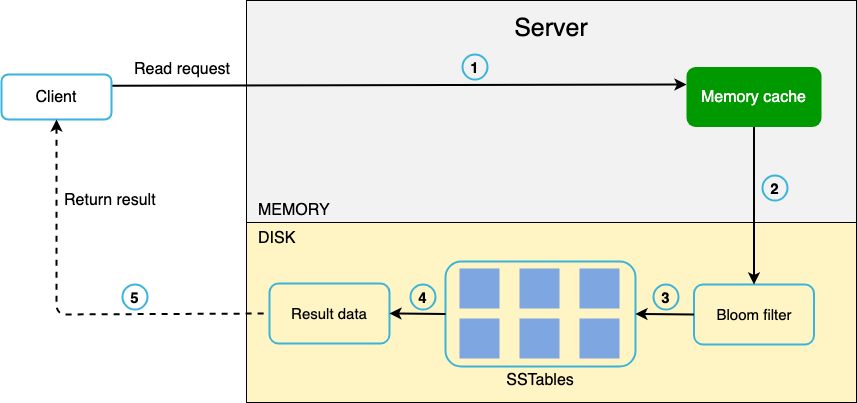 Server
Read request
1
Client
Memory cache
2
Return result
MEMORY
DISK
5
Result data
4
3
Bloom filter
SSTables